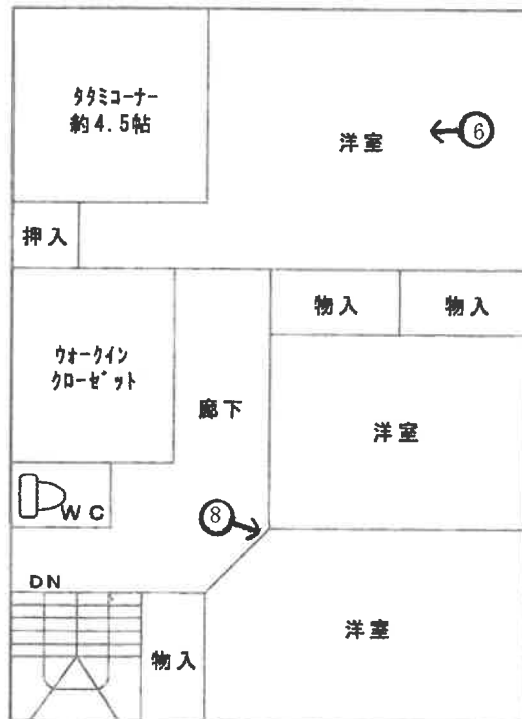 タタミコーナー
約4.5帖
洋室
6
押入
物入
物入
ウォークイン
クローゼット
廊下
洋室
WC
8
DN
物入
洋室